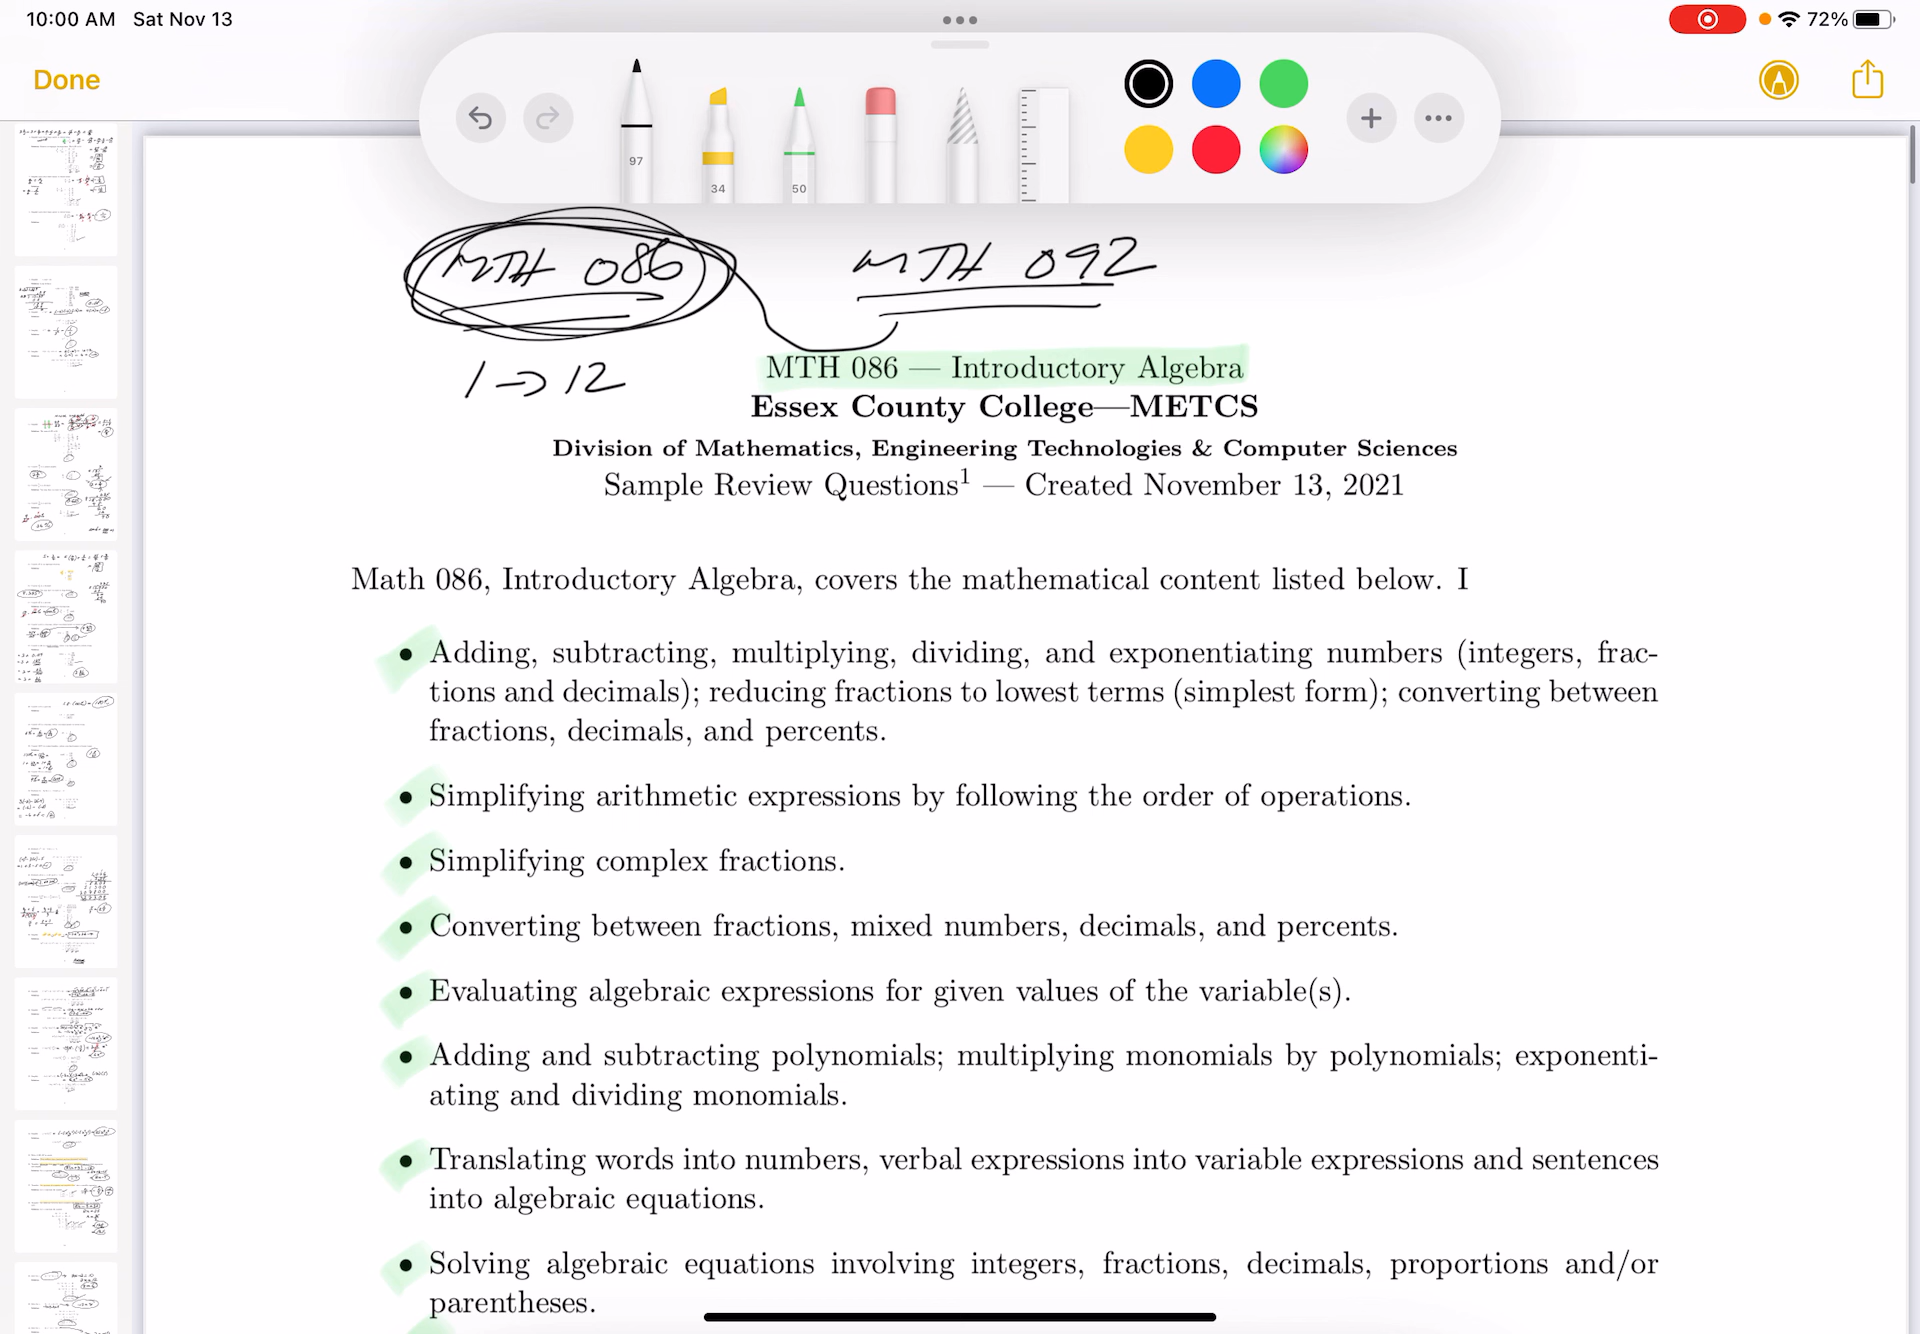 10:00 AM Sat Nov 13
72%
Done
97
34
50
MTH 086 MTH 092
1 → 12
MTH 086 — Introductory Algebra
Essex County College—METCS
Division of Mathematics, Engineering Technologies & Computer Sciences
Sample Review Questions¹ — Created November 13, 2021
Math 086, Introductory Algebra, covers the mathematical content listed below. I
• Adding, subtracting, multiplying, dividing, and exponentiating numbers (integers, frac-
tions and decimals); reducing fractions to lowest terms (simplest form); converting between
fractions, decimals, and percents.
• Simplifying arithmetic expressions by following the order of operations.
• Simplifying complex fractions.
• Converting between fractions, mixed numbers, decimals, and percents.
• Evaluating algebraic expressions for given values of the variable(s).
• Adding and subtracting polynomials; multiplying monomials by polynomials; exponenti-
ating and dividing monomials.
• Translating words into numbers, verbal expressions into variable expressions and sentences
into algebraic equations.
• Solving algebraic equations involving integers, fractions, decimals, proportions and/or
parentheses.